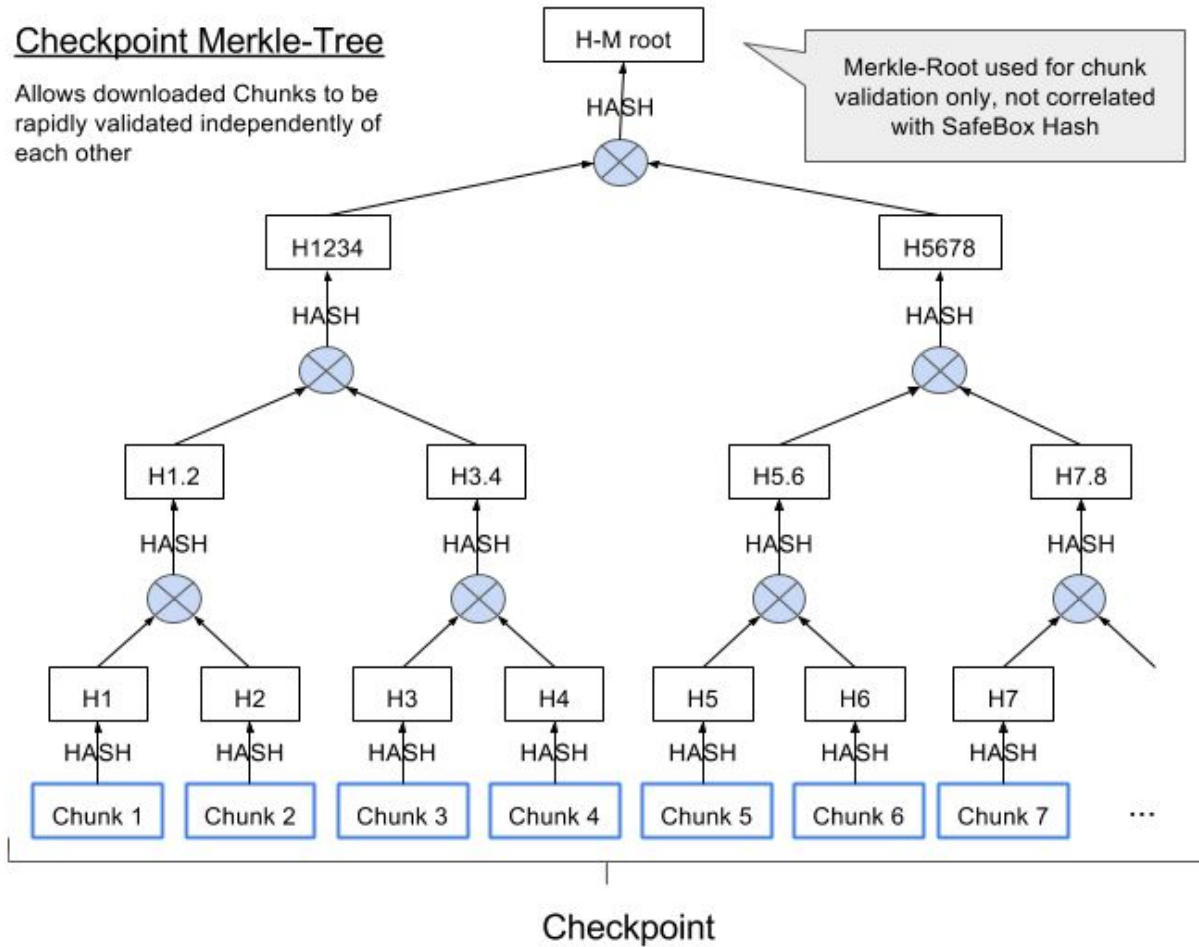 Checkpoint Merkle-Tree
Allows downloaded Chunks to be
rapidly validated independently of
each other
H-M root
Merkle-Root used for chunk
validation only, not correlated
with SafeBox Hash
HASH
H1234
H5678
HASH
HASH
H1.2
H3.4
H5.6
H7.8
HASH
HASH
HASH
HASH
H1
H2
H3
H4
H5
H6
H7
HASH
HASH
HASH
HASH
HASH
HASH
HASH
Chunk 1
Chunk 2
Chunk 3
Chunk 4
Chunk 5
Chunk 6
Chunk 7
...
Checkpoint